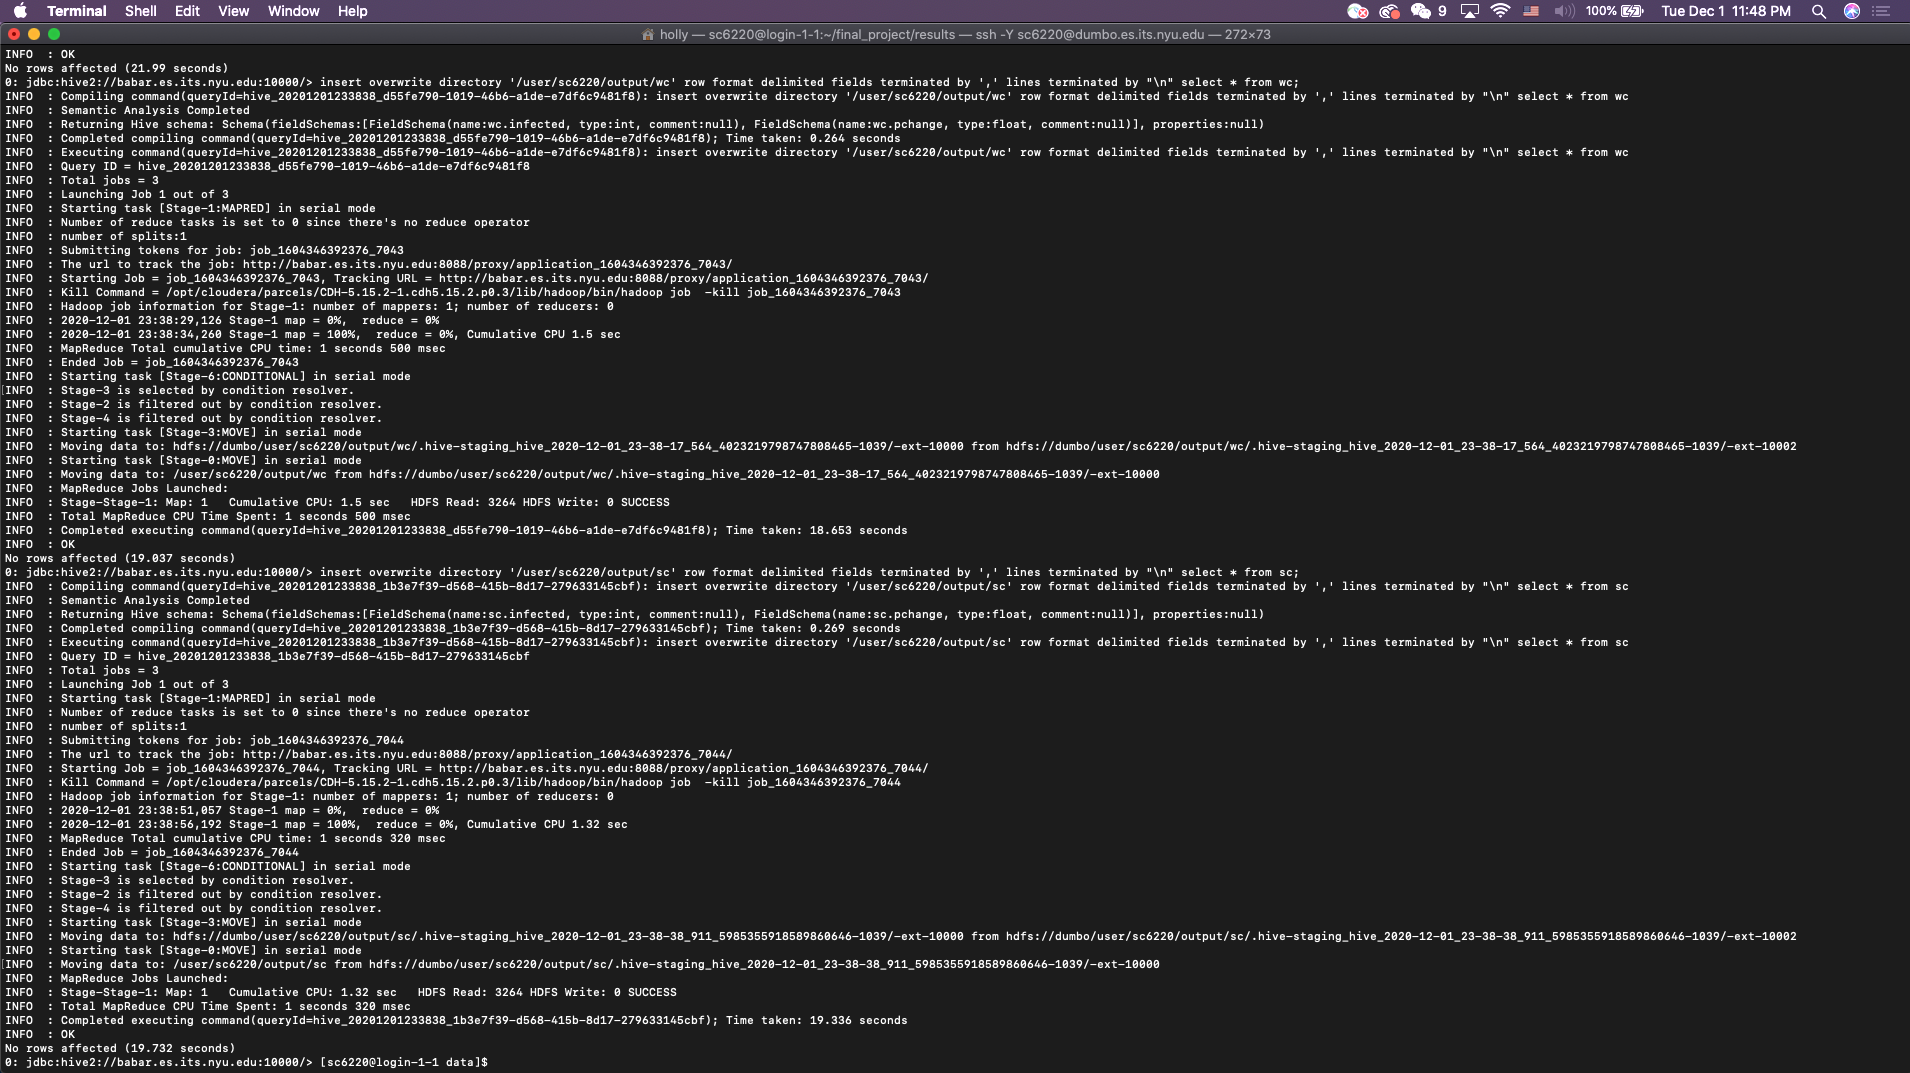 Terminal Shell Edit View Window Help 9 100% Tue Dec 1 11:48 PM
holly — sc6220@login-1-1:~/final_project/results — ssh -Y sc6220@dumbo.es.its.nyu.edu — 272×73
INFO  : OK
No rows affected (21.99 seconds)
0: jdbc:hive2://babar.es.its.nyu.edu:10000/> insert overwrite directory '/user/sc6220/output/wc' row format delimited fields terminated by ',' lines terminated by "\n" select * from wc;
INFO  : Compiling command(queryId=hive_20201201233838_d55fe790-1019-46b6-a1de-e7df6c9481f8): insert overwrite directory '/user/sc6220/output/wc' row format delimited fields terminated by ',' lines terminated by "\n" select * from wc
INFO  : Semantic Analysis Completed
INFO  : Returning Hive schema: Schema(fieldSchemas:[FieldSchema(name:wc.infected, type:int, comment:null), FieldSchema(name:wc.pchange, type:float, comment:null)], properties:null)
INFO  : Completed compiling command(queryId=hive_20201201233838_d55fe790-1019-46b6-a1de-e7df6c9481f8); Time taken: 0.264 seconds
INFO  : Executing command(queryId=hive_20201201233838_d55fe790-1019-46b6-a1de-e7df6c9481f8): insert overwrite directory '/user/sc6220/output/wc' row format delimited fields terminated by ',' lines terminated by "\n" select * from wc
INFO  : Query ID = hive_20201201233838_d55fe790-1019-46b6-a1de-e7df6c9481f8
INFO  : Total jobs = 3
INFO  : Launching Job 1 out of 3
INFO  : Starting task [Stage-1:MAPRED] in serial mode
INFO  : Number of reduce tasks is set to 0 since there's no reduce operator
INFO  : number of splits:1
INFO  : Submitting tokens for job: job_1604346392376_7043
INFO  : The url to track the job: http://babar.es.its.nyu.edu:8088/proxy/application_1604346392376_7043/
INFO  : Starting Job = job_1604346392376_7043, Tracking URL = http://babar.es.its.nyu.edu:8088/proxy/application_1604346392376_7043/
INFO  : Kill Command = /opt/cloudera/parcels/CDH-5.15.2-1.cdh5.15.2.p0.3/lib/hadoop/bin/hadoop job  -kill job_1604346392376_7043
INFO  : Hadoop job information for Stage-1: number of mappers: 1; number of reducers: 0
INFO  : 2020-12-01 23:38:29,126 Stage-1 map = 0%,  reduce = 0%
INFO  : 2020-12-01 23:38:34,260 Stage-1 map = 100%,  reduce = 0%, Cumulative CPU 1.5 sec
INFO  : MapReduce Total cumulative CPU time: 1 seconds 500 msec
INFO  : Ended Job = job_1604346392376_7043
INFO  : Starting task [Stage-6:CONDITIONAL] in serial mode
[INFO  : Stage-3 is selected by condition resolver.
INFO  : Stage-2 is filtered out by condition resolver.
INFO  : Stage-4 is filtered out by condition resolver.
INFO  : Starting task [Stage-3:MOVE] in serial mode
INFO  : Moving data to: hdfs://dumbo/user/sc6220/output/wc/.hive-staging_hive_2020-12-01_23-38-17_564_4023219798747808465-1039/-ext-10000 from hdfs://dumbo/user/sc6220/output/wc/.hive-staging_hive_2020-12-01_23-38-17_564_4023219798747808465-1039/-ext-10002
INFO  : Starting task [Stage-0:MOVE] in serial mode
INFO  : Moving data to: /user/sc6220/output/wc from hdfs://dumbo/user/sc6220/output/wc/.hive-staging_hive_2020-12-01_23-38-17_564_4023219798747808465-1039/-ext-10000
INFO  : MapReduce Jobs Launched:
INFO  : Stage-Stage-1: Map: 1   Cumulative CPU: 1.5 sec   HDFS Read: 3264 HDFS Write: 0 SUCCESS
INFO  : Total MapReduce CPU Time Spent: 1 seconds 500 msec
INFO  : Completed executing command(queryId=hive_20201201233838_d55fe790-1019-46b6-a1de-e7df6c9481f8); Time taken: 18.653 seconds
INFO  : OK
No rows affected (19.037 seconds)
0: jdbc:hive2://babar.es.its.nyu.edu:10000/> insert overwrite directory '/user/sc6220/output/sc' row format delimited fields terminated by ',' lines terminated by "\n" select * from sc;
INFO  : Compiling command(queryId=hive_20201201233838_1b3e7f39-d568-415b-8d17-279633145cbf): insert overwrite directory '/user/sc6220/output/sc' row format delimited fields terminated by ',' lines terminated by "\n" select * from sc
INFO  : Semantic Analysis Completed
INFO  : Returning Hive schema: Schema(fieldSchemas:[FieldSchema(name:sc.infected, type:int, comment:null), FieldSchema(name:sc.pchange, type:float, comment:null)], properties:null)
INFO  : Completed compiling command(queryId=hive_20201201233838_1b3e7f39-d568-415b-8d17-279633145cbf); Time taken: 0.269 seconds
INFO  : Executing command(queryId=hive_20201201233838_1b3e7f39-d568-415b-8d17-279633145cbf): insert overwrite directory '/user/sc6220/output/sc' row format delimited fields terminated by ',' lines terminated by "\n" select * from sc
INFO  : Query ID = hive_20201201233838_1b3e7f39-d568-415b-8d17-279633145cbf
INFO  : Total jobs = 3
INFO  : Launching Job 1 out of 3
INFO  : Starting task [Stage-1:MAPRED] in serial mode
INFO  : Number of reduce tasks is set to 0 since there's no reduce operator
INFO  : number of splits:1
INFO  : Submitting tokens for job: job_1604346392376_7044
INFO  : The url to track the job: http://babar.es.its.nyu.edu:8088/proxy/application_1604346392376_7044/
INFO  : Starting Job = job_1604346392376_7044, Tracking URL = http://babar.es.its.nyu.edu:8088/proxy/application_1604346392376_7044/
INFO  : Kill Command = /opt/cloudera/parcels/CDH-5.15.2-1.cdh5.15.2.p0.3/lib/hadoop/bin/hadoop job  -kill job_1604346392376_7044
INFO  : Hadoop job information for Stage-1: number of mappers: 1; number of reducers: 0
INFO  : 2020-12-01 23:38:51,057 Stage-1 map = 0%,  reduce = 0%
INFO  : 2020-12-01 23:38:56,192 Stage-1 map = 100%,  reduce = 0%, Cumulative CPU 1.32 sec
INFO  : MapReduce Total cumulative CPU time: 1 seconds 320 msec
INFO  : Ended Job = job_1604346392376_7044
INFO  : Starting task [Stage-6:CONDITIONAL] in serial mode
INFO  : Stage-3 is selected by condition resolver.
INFO  : Stage-2 is filtered out by condition resolver.
INFO  : Stage-4 is filtered out by condition resolver.
INFO  : Starting task [Stage-3:MOVE] in serial mode
INFO  : Moving data to: hdfs://dumbo/user/sc6220/output/sc/.hive-staging_hive_2020-12-01_23-38-38_911_5985355918589860646-1039/-ext-10000 from hdfs://dumbo/user/sc6220/output/sc/.hive-staging_hive_2020-12-01_23-38-38_911_5985355918589860646-1039/-ext-10002
INFO  : Starting task [Stage-0:MOVE] in serial mode
[INFO  : Moving data to: /user/sc6220/output/sc from hdfs://dumbo/user/sc6220/output/sc/.hive-staging_hive_2020-12-01_23-38-38_911_5985355918589860646-1039/-ext-10000
INFO  : MapReduce Jobs Launched:
INFO  : Stage-Stage-1: Map: 1   Cumulative CPU: 1.32 sec   HDFS Read: 3264 HDFS Write: 0 SUCCESS
INFO  : Total MapReduce CPU Time Spent: 1 seconds 320 msec
INFO  : Completed executing command(queryId=hive_20201201233838_1b3e7f39-d568-415b-8d17-279633145cbf); Time taken: 19.336 seconds
INFO  : OK
No rows affected (19.732 seconds)
0: jdbc:hive2://babar.es.its.nyu.edu:10000/> [sc6220@login-1-1 data]$